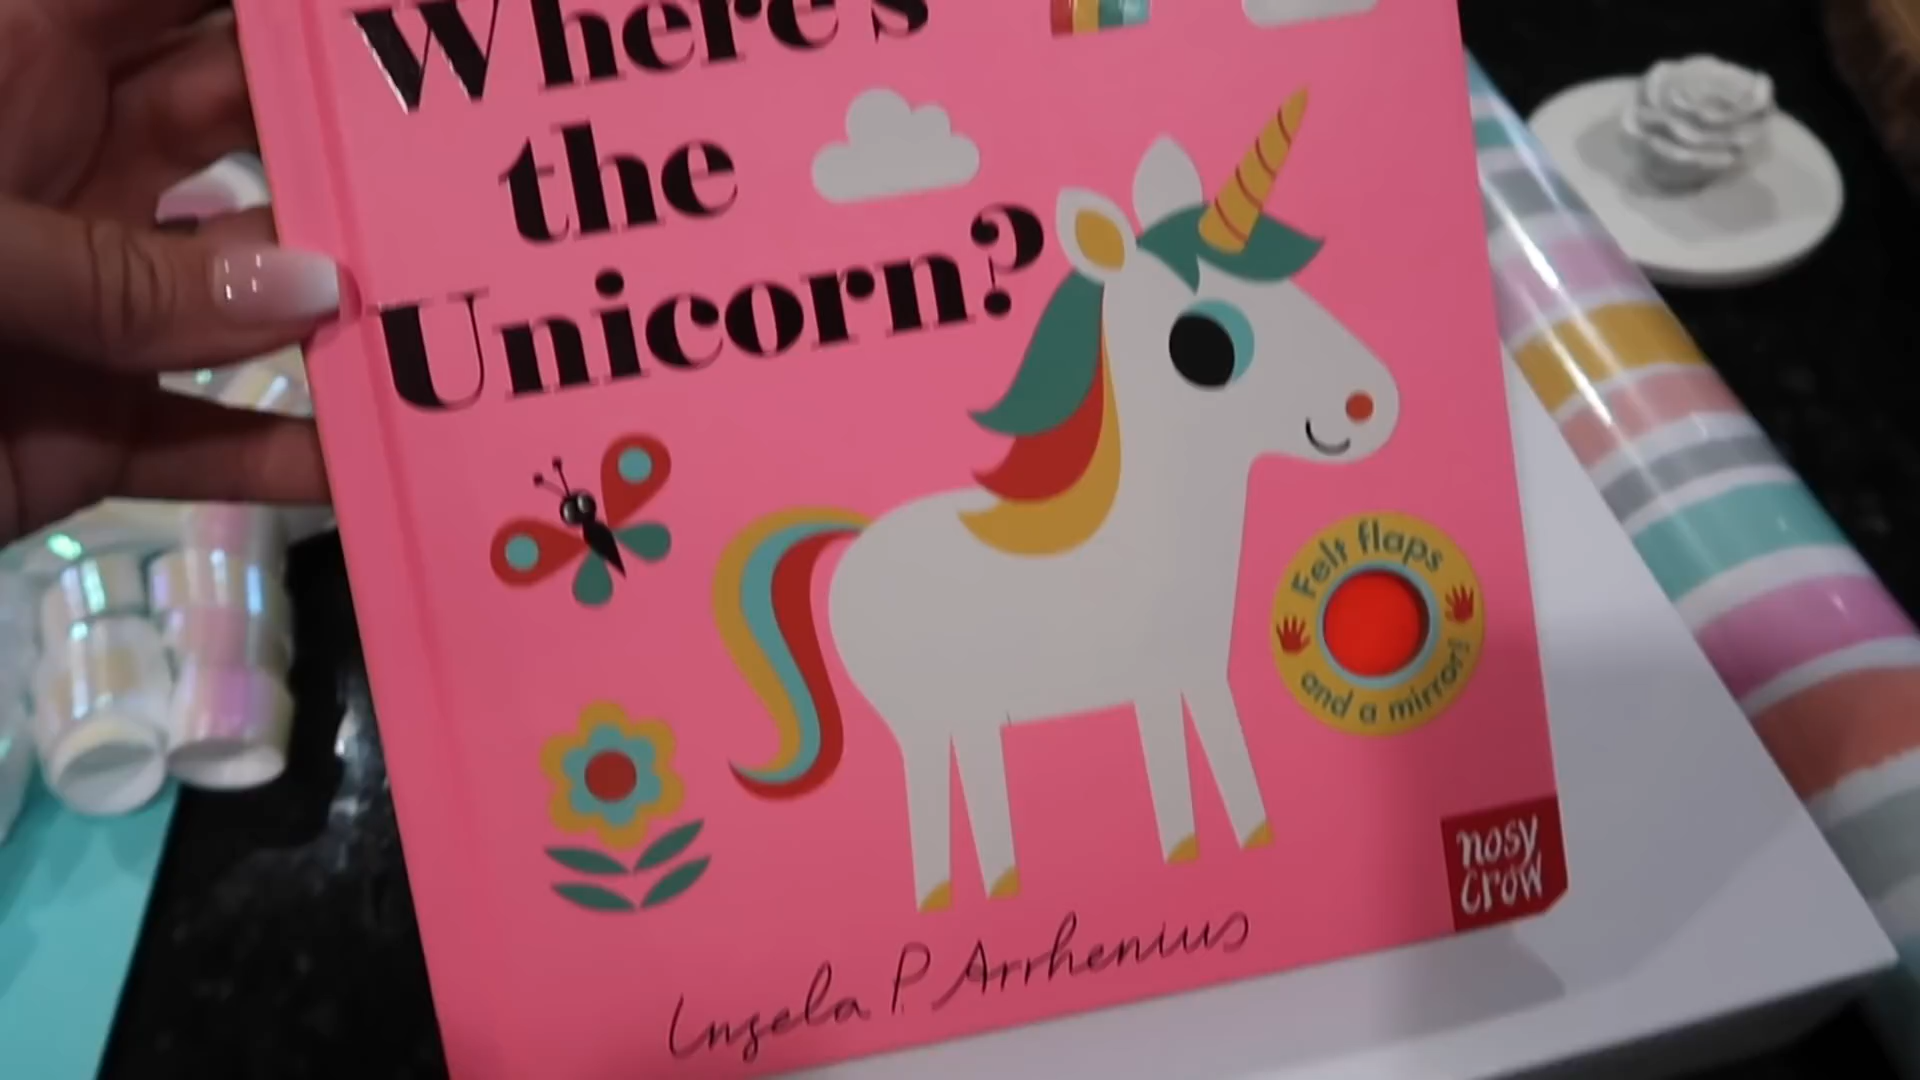 Where's
the
Unicorn?
Felt flaps
and a mirror!
nosy
crow
Ingela P. Arrhenius